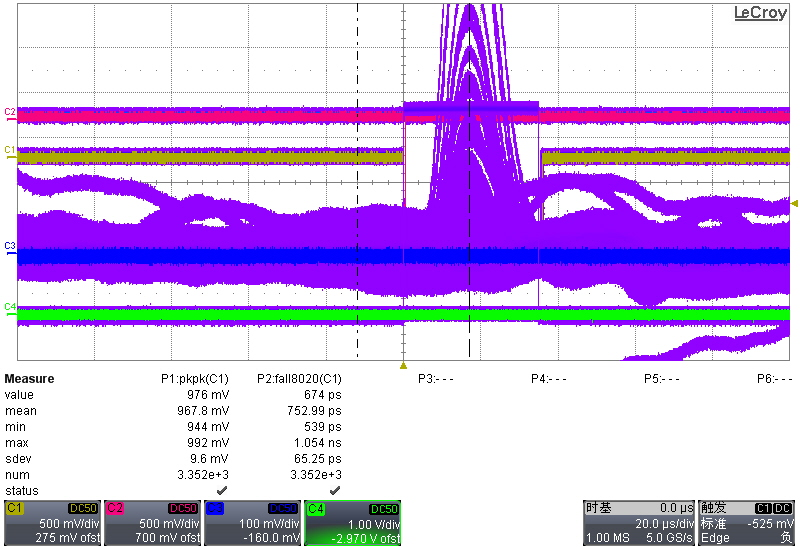 LeCroy
C2
C1
C3
C4
Measure P1:pkpk(C1) P2:fall8020(C1) P3:--- P4:--- P5:--- P6:---
value 976 mV 674 ps
mean 967.8 mV 752.99 ps
min 944 mV 539 ps
max 992 mV 1.054 ns
sdev 9.6 mV 65.25 ps
num 3.352e+3 3.352e+3
status ✓ ✓
C1 DC50 C2 DC50 C3 DC50 C4 DC50 时基 0.0 µs 触发 C1 DC
500 mV/div 500 mV/div 100 mV/div 1.00 V/div 20.0 µs/div 标准 -525 mV
275 mV ofst 700 mV ofst -160.0 mV -2.970 V ofst 1.00 MS 5.0 GS/s Edge 负